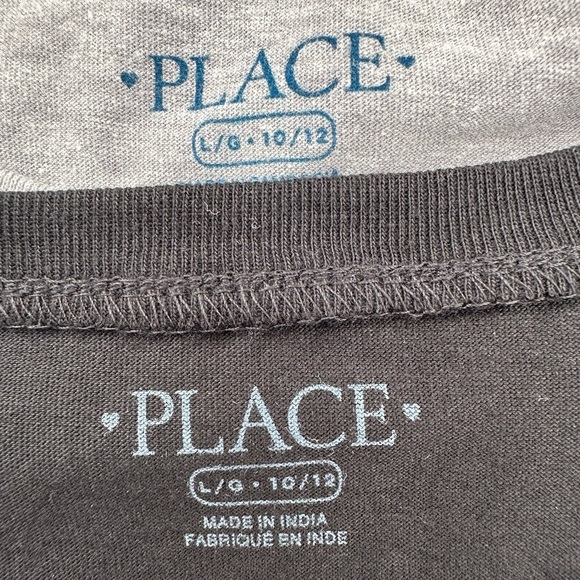 ♥PLACE♥
L/G • 10/12
♥PLACE♥
L/G • 10/12
MADE IN INDIA
FABRIQUÉ EN INDE